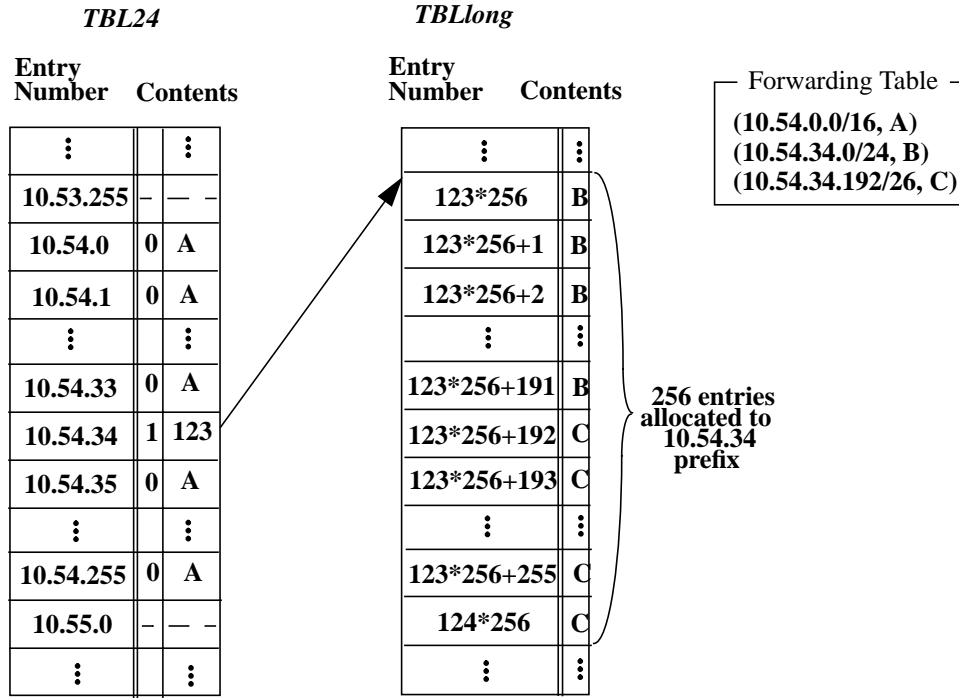 TBL24
TBLlong
Entry
Number Contents
Entry
Number Contents
Forwarding Table
(10.54.0.0/16, A)
(10.54.34.0/24, B)
(10.54.34.192/26, C)
10.53.255 - — -
10.54.0 0 A
10.54.1 0 A
10.54.33 0 A
10.54.34 1 123
10.54.35 0 A
10.54.255 0 A
10.55.0 - — -
123*256 B
123*256+1 B
123*256+2 B
123*256+191 B
123*256+192 C
123*256+193 C
123*256+255 C
124*256 C
256 entries
allocated to
10.54.34
prefix